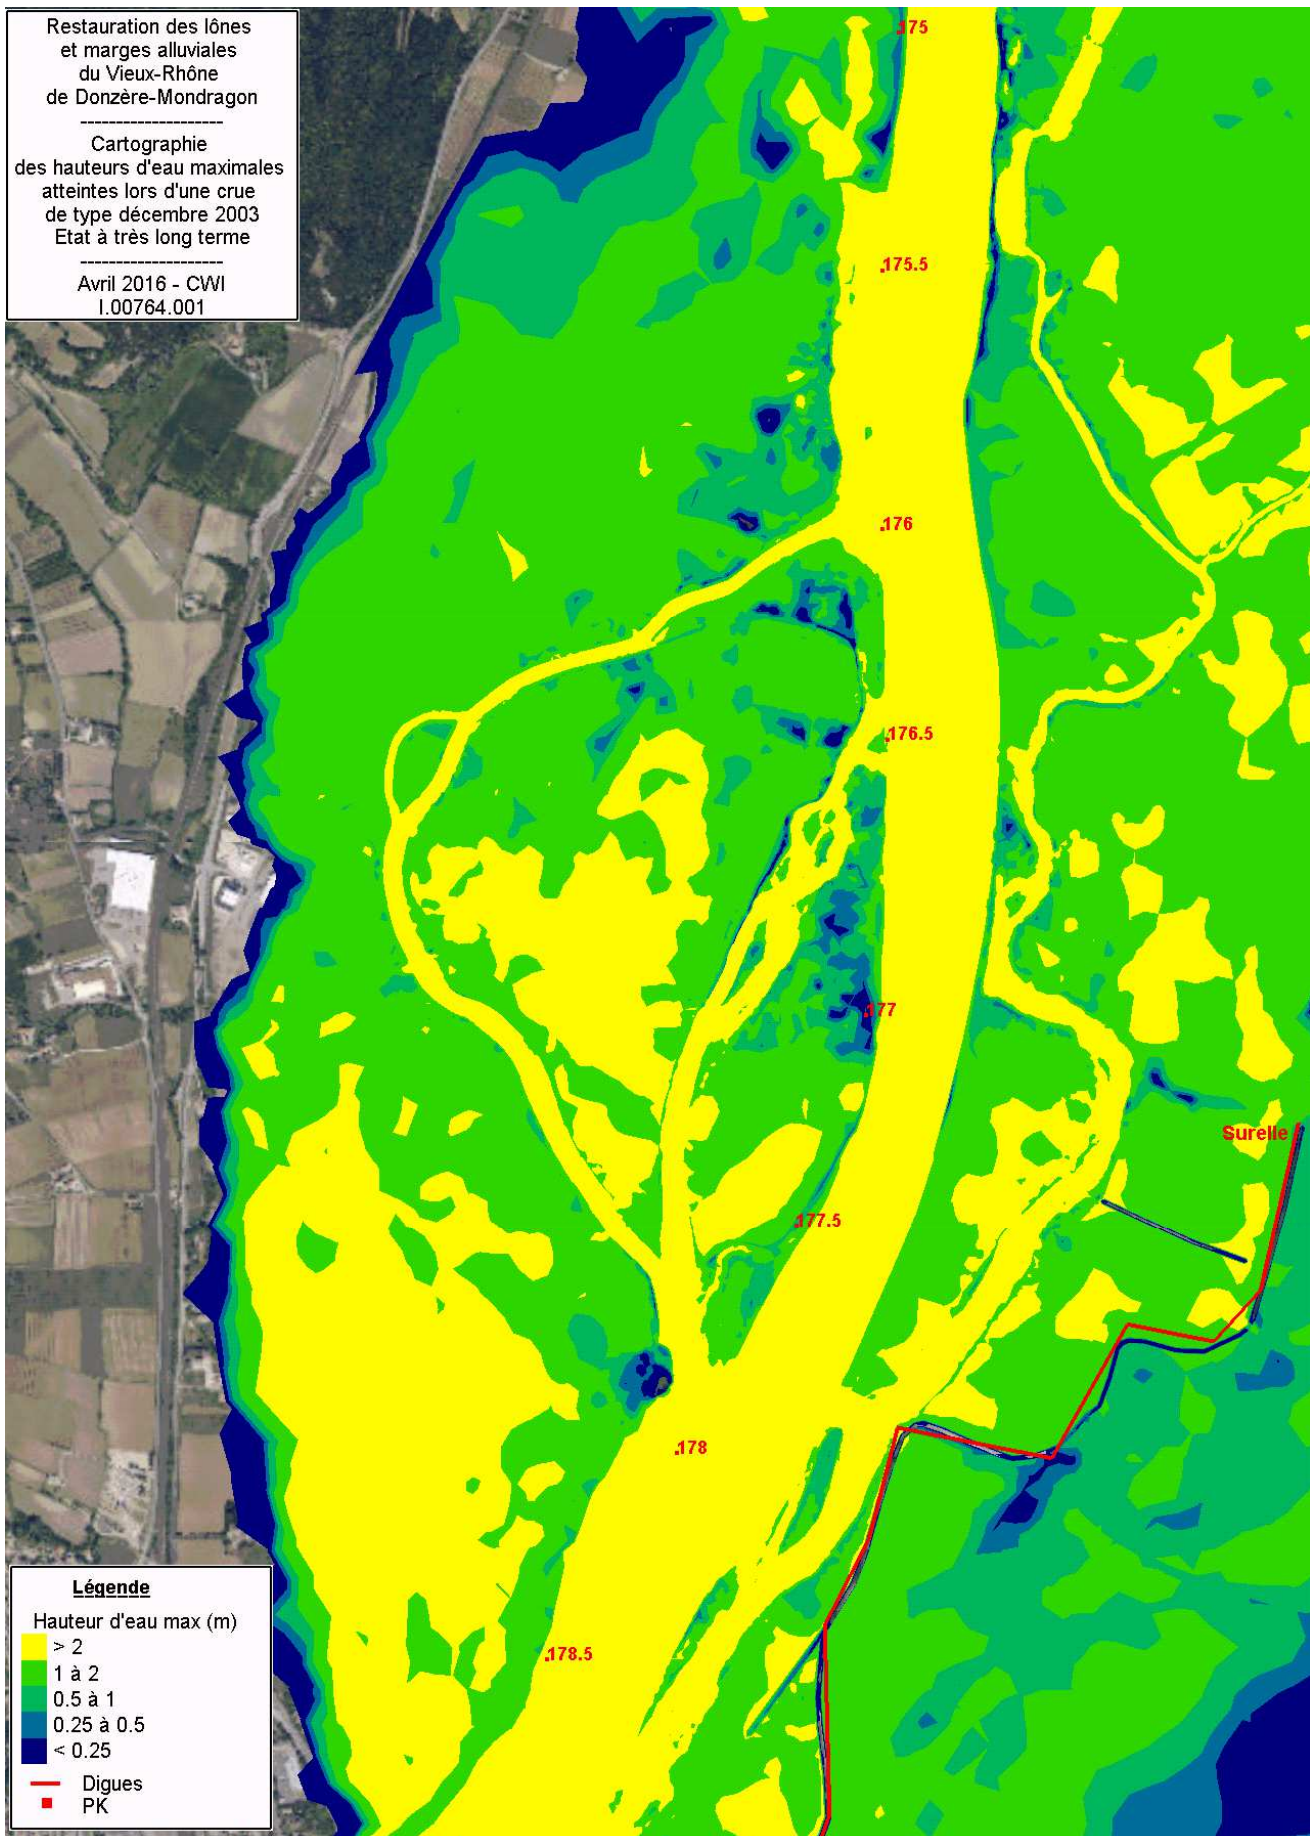 Restauration des lônes
et marges alluviales
du Vieux-Rhône
de Donzère-Mondragon
--------------------
Cartographie
des hauteurs d'eau maximales
atteintes lors d'une crue
de type décembre 2003
Etat à très long terme
--------------------
Avril 2016 - CWI
I.00764.001
175
175.5
176
176.5
177
Surelle
177.5
178
178.5
Légende
Hauteur d'eau max (m)
> 2
1 à 2
0.5 à 1
0.25 à 0.5
< 0.25
Digues
PK